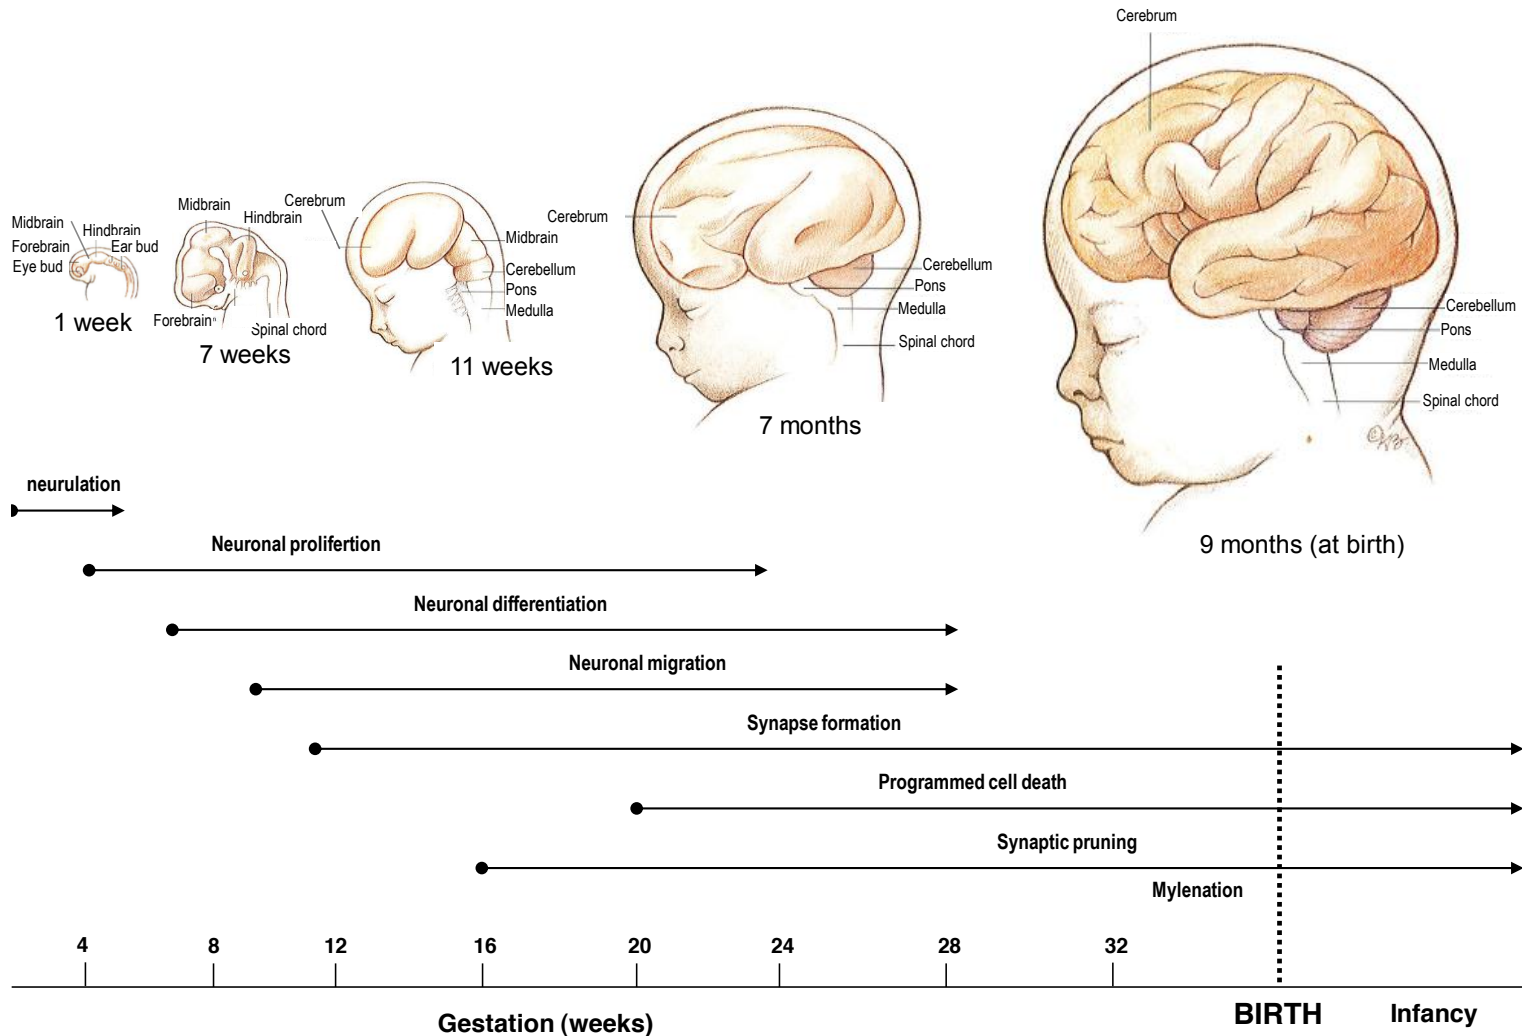 Cerebrum
Midbrain
Forebrain
Eye bud
Hindbrain
Ear bud
1 week
Midbrain
Hindbrain
Forebrain
Spinal chord
7 weeks
Cerebrum
Midbrain
Cerebellum
Pons
Medulla
11 weeks
Cerebrum
Cerebellum
Pons
Medulla
Spinal chord
7 months
Cerebellum
Pons
Medulla
Spinal chord
9 months (at birth)
neurulation
Neuronal prolifertion
Neuronal differentiation
Neuronal migration
Synapse formation
Programmed cell death
Synaptic pruning
Mylenation
4 8 12 16 20 24 28 32
Gestation (weeks)
BIRTH
Infancy